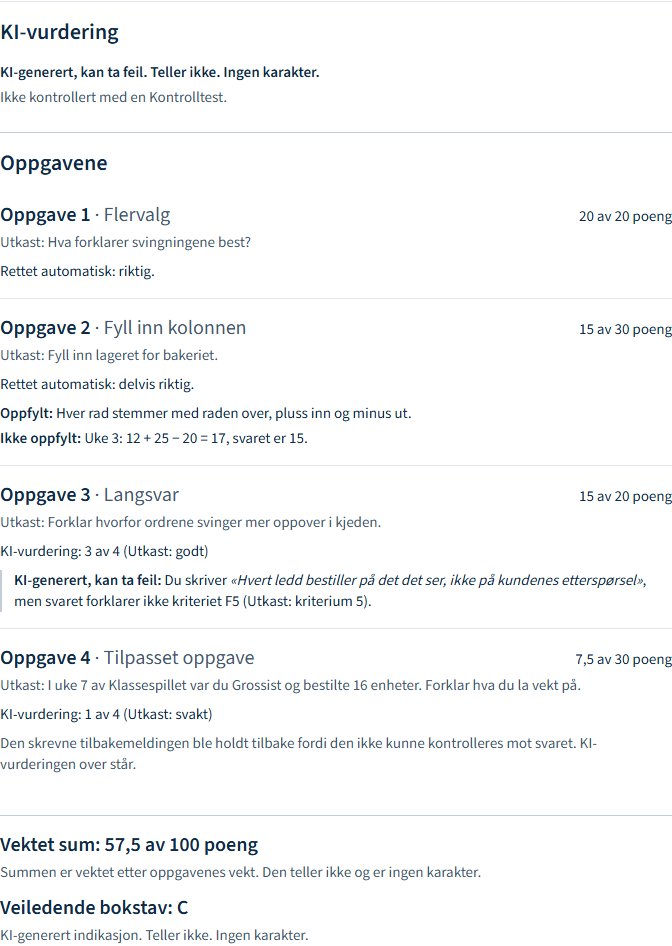 KI-vurdering
KI-generert, kan ta feil. Teller ikke. Ingen karakter.
Ikke kontrollert med en Kontrolltest.
Oppgavene
Oppgave 1 · Flervalg
20 av 20 poeng
Utkast: Hva forklarer svingningene best?
Rettet automatisk: riktig.
Oppgave 2 · Fyll inn kolonnen
15 av 30 poeng
Utkast: Fyll inn lageret for bakeriet.
Rettet automatisk: delvis riktig.
Oppfylt: Hver rad stemmer med raden over, pluss inn og minus ut.
Ikke oppfylt: Uke 3: 12 + 25 − 20 = 17, svaret er 15.
Oppgave 3 · Langsvar
15 av 20 poeng
Utkast: Forklar hvorfor ordrene svinger mer oppover i kjeden.
KI-vurdering: 3 av 4 (Utkast: godt)
KI-generert, kan ta feil: Du skriver «Hvert ledd bestiller på det det ser, ikke på kundenes etterspørsel»,
men svaret forklarer ikke kriteriet F5 (Utkast: kriterium 5).
Oppgave 4 · Tilpasset oppgave
7,5 av 30 poeng
Utkast: I uke 7 av Klassespillet var du Grossist og bestilte 16 enheter. Forklar hva du la vekt på.
KI-vurdering: 1 av 4 (Utkast: svakt)
Den skrevne tilbakemeldingen ble holdt tilbake fordi den ikke kunne kontrolleres mot svaret. KI-
vurderingen over står.
Vektet sum: 57,5 av 100 poeng
Summen er vektet etter oppgavenes vekt. Den teller ikke og er ingen karakter.
Veiledende bokstav: C
KI-generert indikasjon. Teller ikke. Ingen karakter.